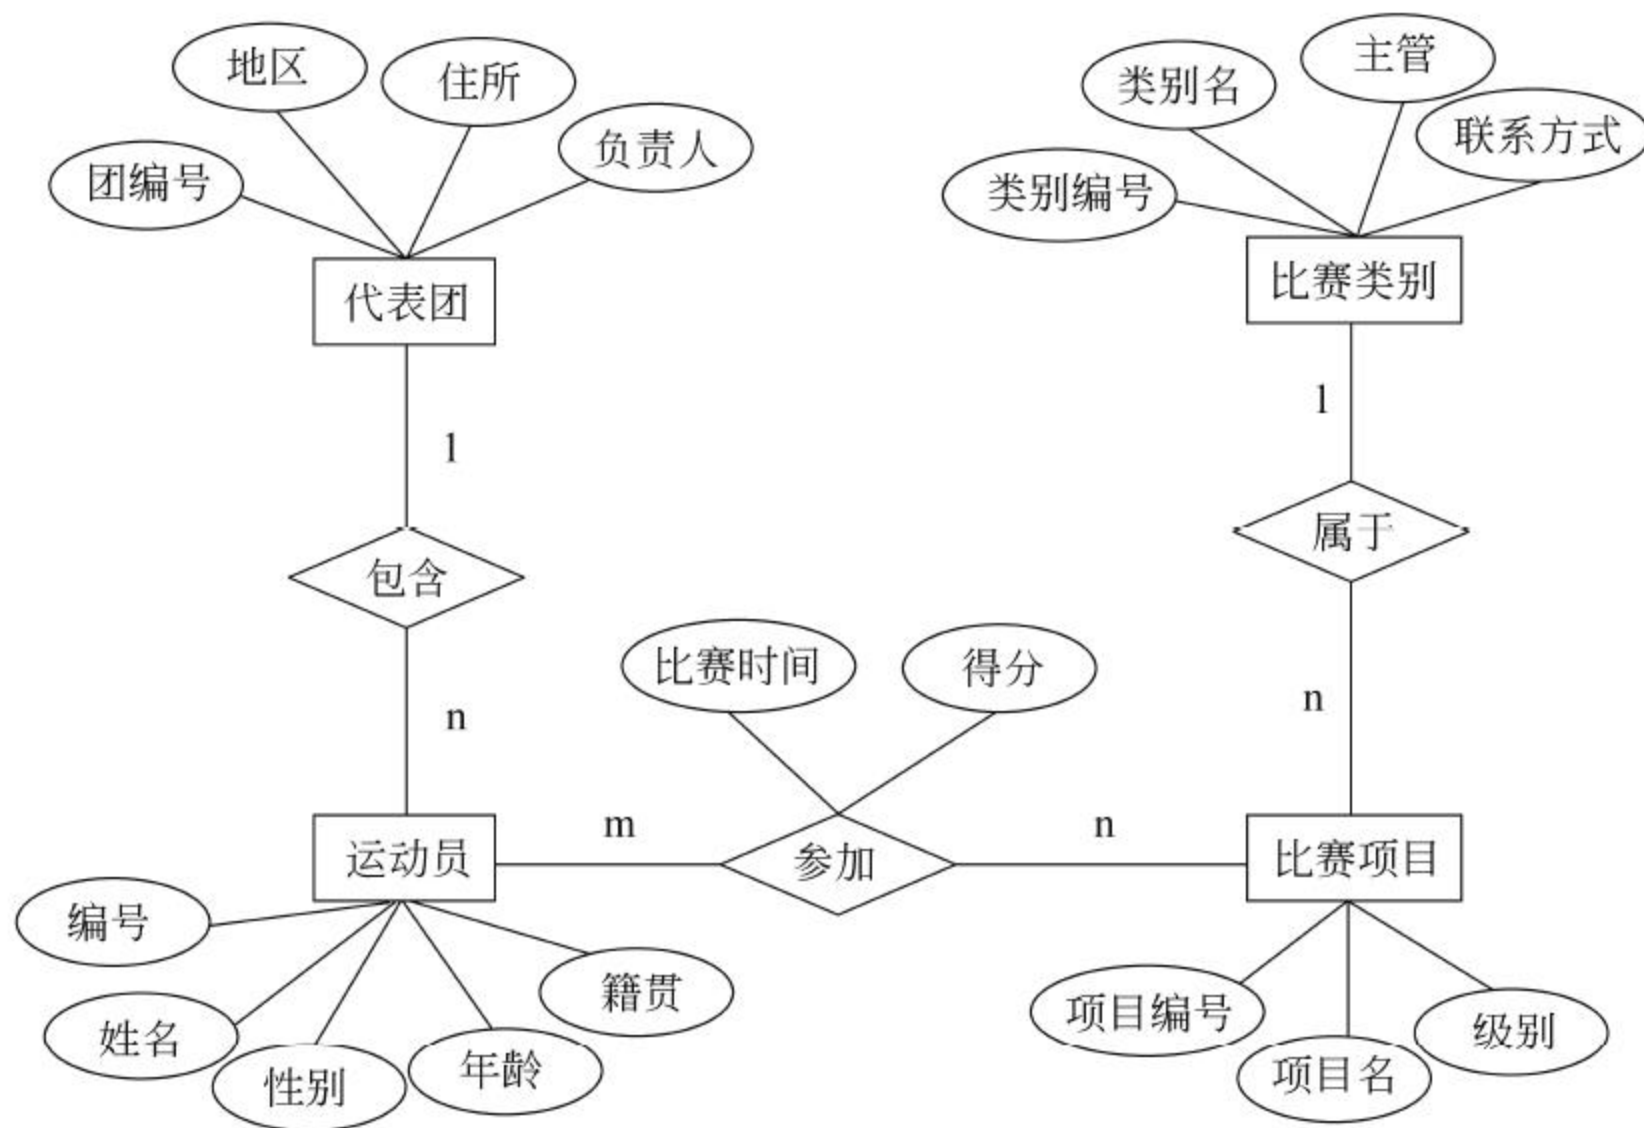 地区
住所
团编号
负责人
代表团
类别名
主管
联系方式
类别编号
比赛类别
1
1
包含
属于
n
n
比赛时间
得分
运动员
m
参加
n
比赛项目
编号
姓名
性别
年龄
籍贯
项目编号
项目名
级别